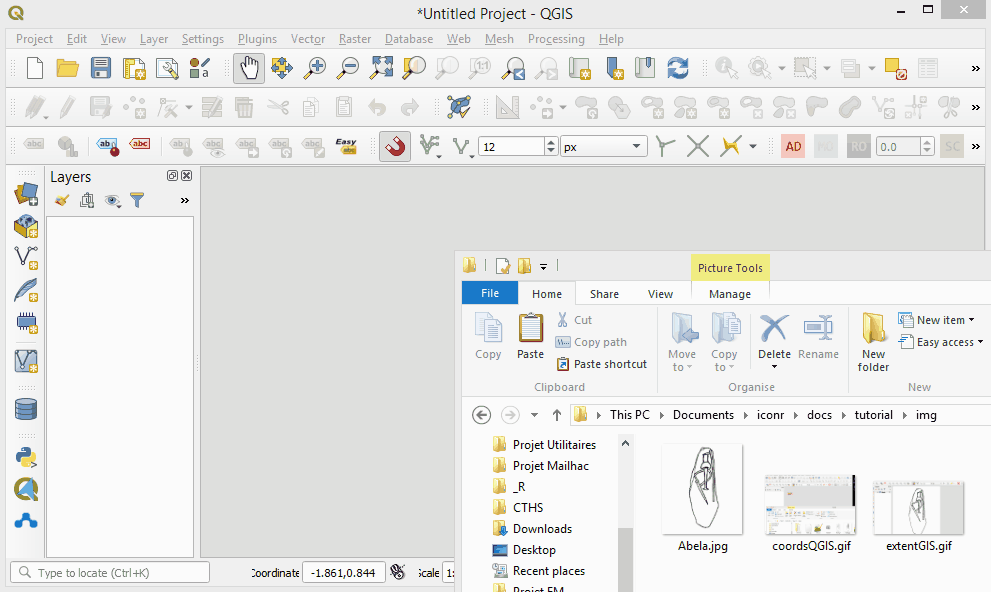 *Untitled Project - QGIS
Project Edit View Layer Settings Plugins Vector Raster Database Web Mesh Processing Help
12 px AD RO 0.0 SC
Layers
Picture Tools
File Home Share View Manage
Copy Paste Cut Copy path Paste shortcut
Move to Copy to Delete Rename New folder New item Easy access
Clipboard Organise New
This PC Documents iconr docs tutorial img
Projet Utilitaires
Projet Mailhac
_R
CTHS
Downloads
Desktop
Recent places
Projet FM
Abela.jpg coordsQGIS.gif extentGIS.gif
Type to locate (Ctrl+K) Coordinate -1.861,0.844 Scale 1: